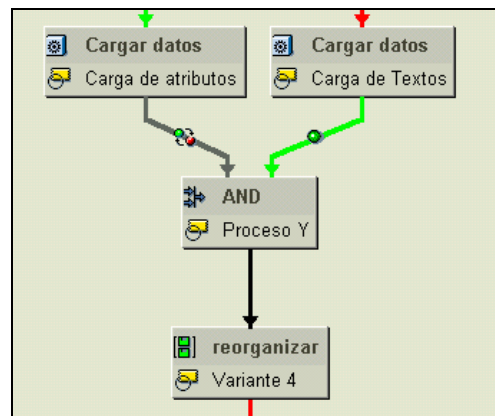 Cargar datos
Carga de atributos
Cargar datos
Carga de Textos
AND
Proceso Y
reorganizar
Variante 4